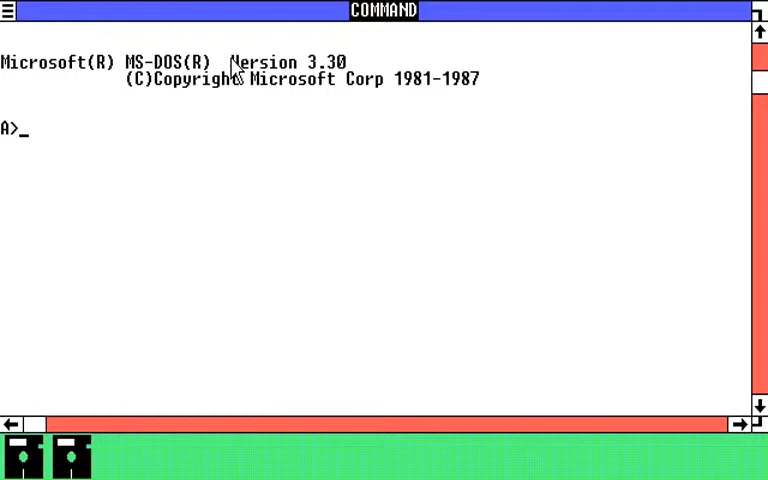 COMMAND
Microsoft(R) MS-DOS(R) Version 3.30
(C)Copyright Microsoft Corp 1981-1987
A>_